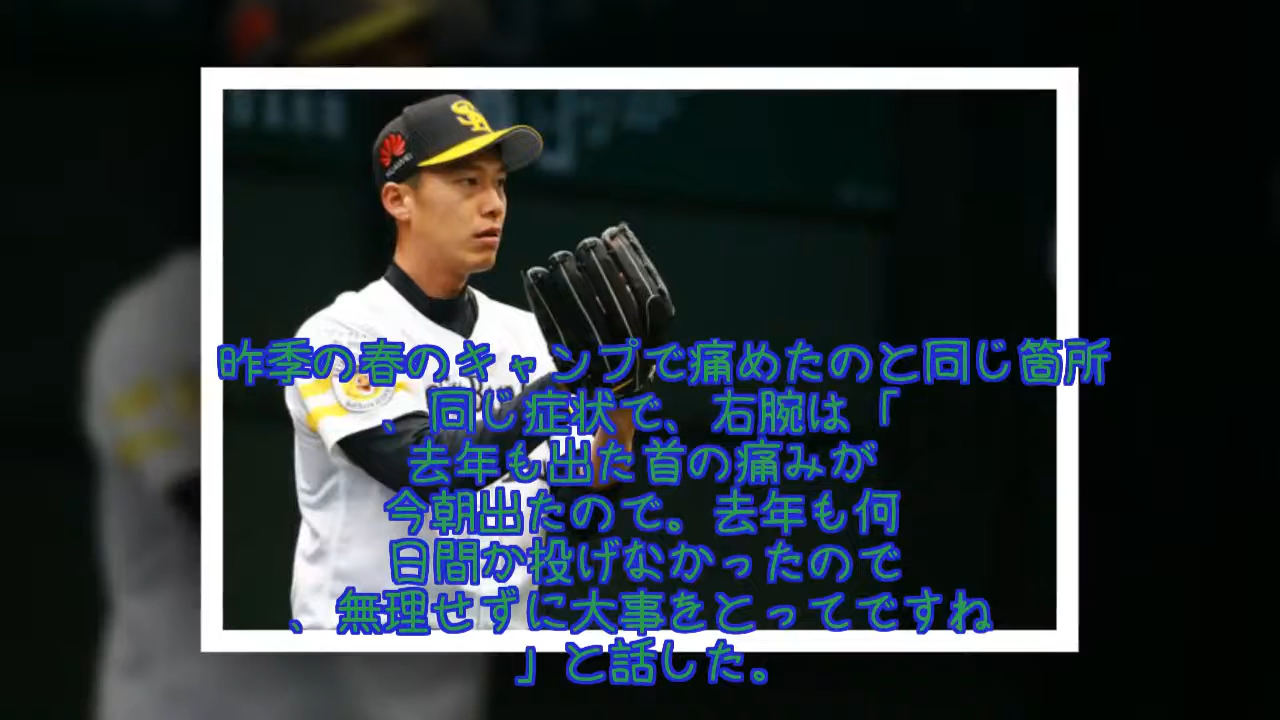 SH
HUAWEI
昨季の春のキャンプで痛めたのと同じ箇所
、同じ症状で、右腕は「
去年も出た首の痛みが
今朝出たので。去年も何
日間か投げなかったので
、無理せずに大事をとってですね
」と話した。